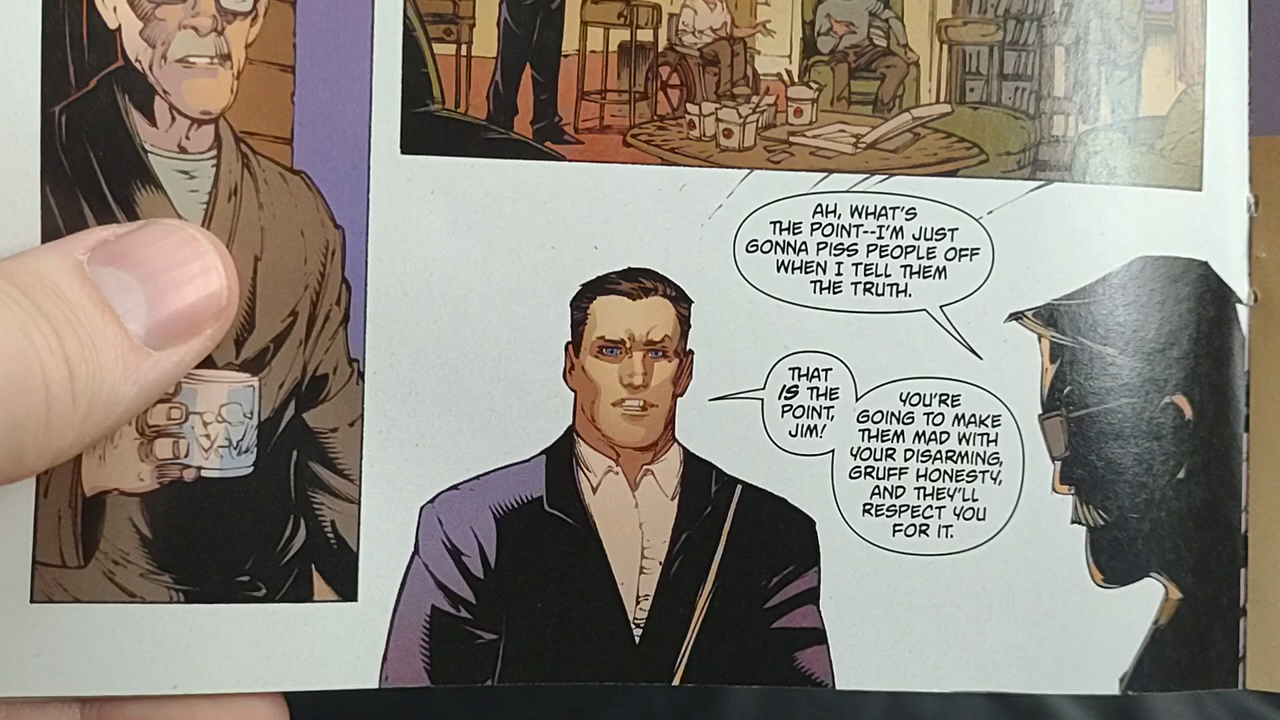 AH, WHAT'S
THE POINT--I'M JUST
GONNA PISS PEOPLE OFF
WHEN I TELL THEM
THE TRUTH.
THAT
IS THE
POINT,
JIM!
YOU'RE
GOING TO MAKE
THEM MAD WITH
YOUR DISARMING,
GRUFF HONESTY,
AND THEY'LL
RESPECT YOU
FOR IT.